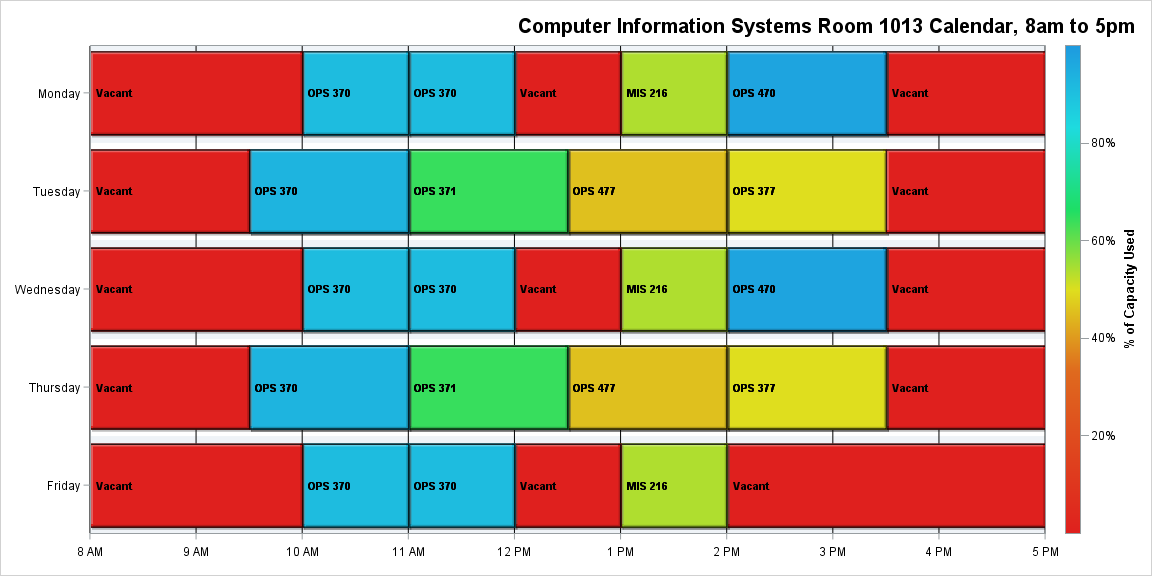 Computer Information Systems Room 1013 Calendar, 8am to 5pm
Monday
Vacant
OPS 370
OPS 370
Vacant
MIS 216
OPS 470
Vacant
Tuesday
Vacant
OPS 370
OPS 371
OPS 477
OPS 377
Vacant
Wednesday
Vacant
OPS 370
OPS 370
Vacant
MIS 216
OPS 470
Vacant
Thursday
Vacant
OPS 370
OPS 371
OPS 477
OPS 377
Vacant
Friday
Vacant
OPS 370
OPS 370
Vacant
MIS 216
Vacant
8 AM
9 AM
10 AM
11 AM
12 PM
1 PM
2 PM
3 PM
4 PM
5 PM
80%
60%
40%
20%
% of Capacity Used